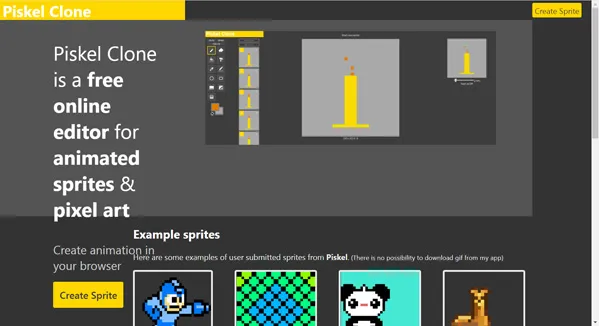 Piskel Clone
Create Sprite
Piskel Clone
is a free
online
editor for
animated
sprites &
pixel art
Create animation in
your browser
Create Sprite
Example sprites
Here are some examples of user submitted sprites from Piskel. (There is no possibility to download gif from my app)
Piskel Clone